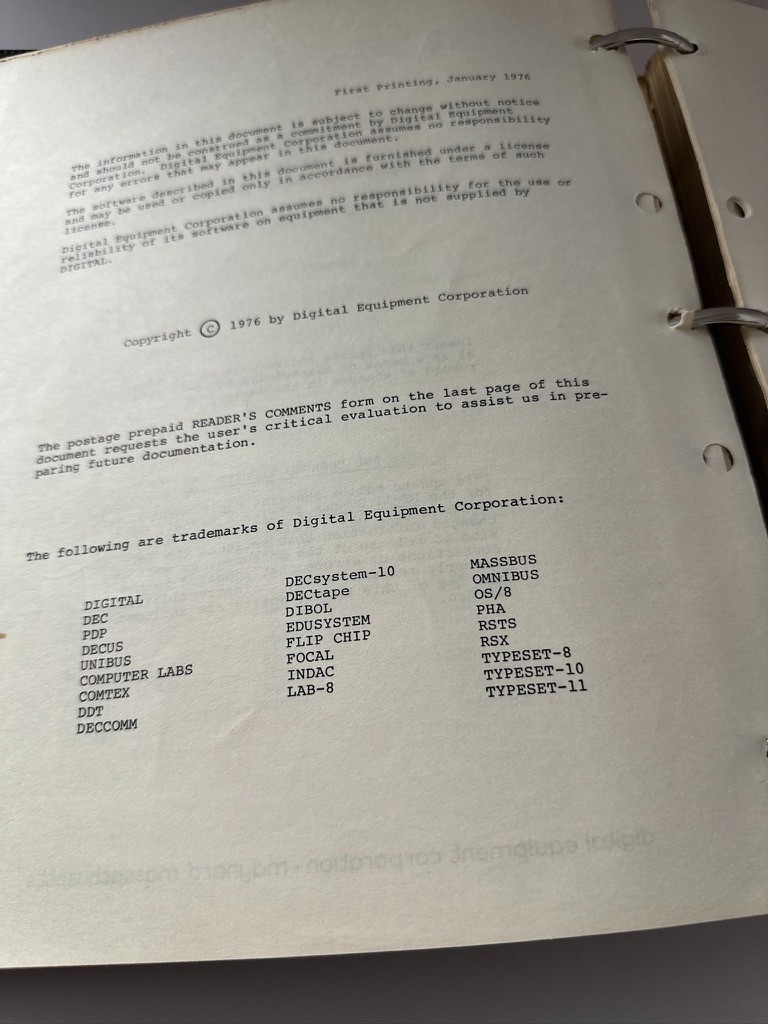 First Printing, January 1976
The information in this document is subject to change without notice
and should not be construed as a commitment by Digital Equipment
Corporation. Digital Equipment Corporation assumes no responsibility
for any errors that may appear in this document.
The software described in this document is furnished under a license
and may be used or copied only in accordance with the terms of such
license.
Digital Equipment Corporation assumes no responsibility for the use or
reliability of its software on equipment that is not supplied by
DIGITAL.
Copyright © 1976 by Digital Equipment Corporation
The postage prepaid READER'S COMMENTS form on the last page of this
document requests the user's critical evaluation to assist us in pre-
paring future documentation.
The following are trademarks of Digital Equipment Corporation:
DIGITAL
DEC
PDP
DECUS
UNIBUS
COMPUTER LABS
COMTEX
DDT
DECCOMM
DECsystem-10
DECtape
DIBOL
EDUSYSTEM
FLIP CHIP
FOCAL
INDAC
LAB-8
MASSBUS
OMNIBUS
OS/8
PHA
RSTS
RSX
TYPESET-8
TYPESET-10
TYPESET-11
digital equipment corporation · maynard massachusetts